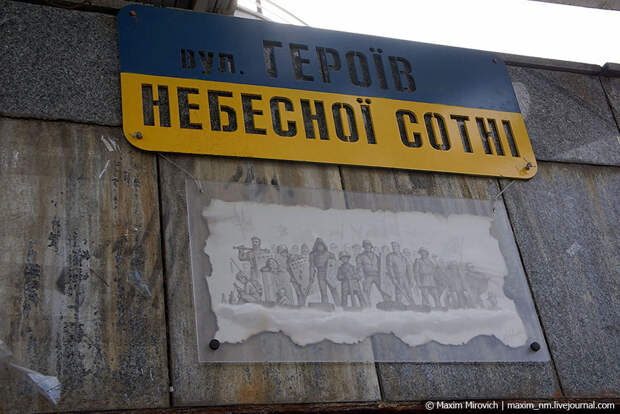 вул. ГЕРОЇВ
НЕБЕСНОЇ СОТНІ
© Maxim Mirovich | maxim_nm.livejournal.com